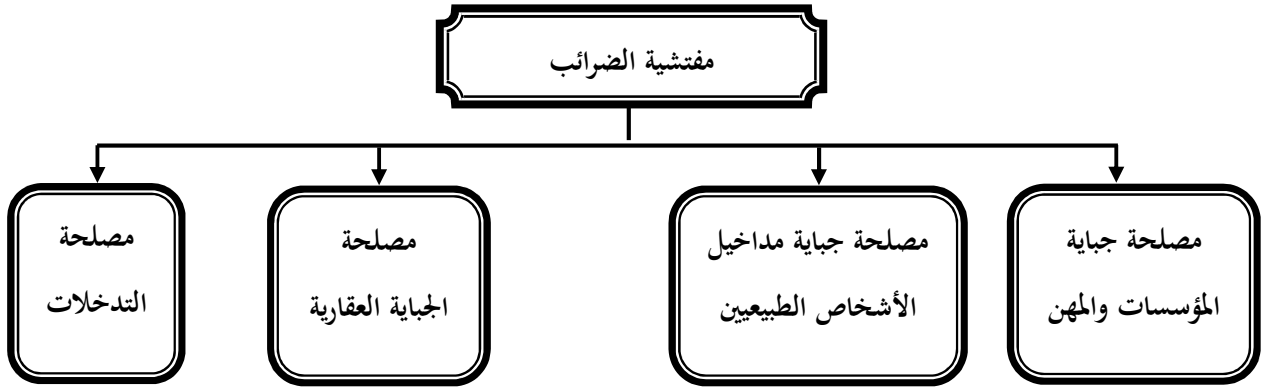 مفتشية الضرائب
مصلحة جباية
المؤسسات والمهن
مصلحة جباية مداخيل
الأشخاص الطبيعيين
مصلحة
الجباية العقارية
مصلحة
التدخلات